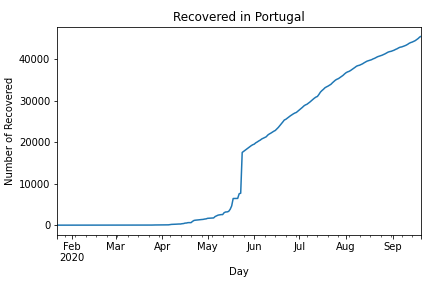 Recovered in Portugal
Number of Recovered
40000
30000
20000
10000
0
Feb Mar Apr May Jun Jul Aug Sep
2020
Day